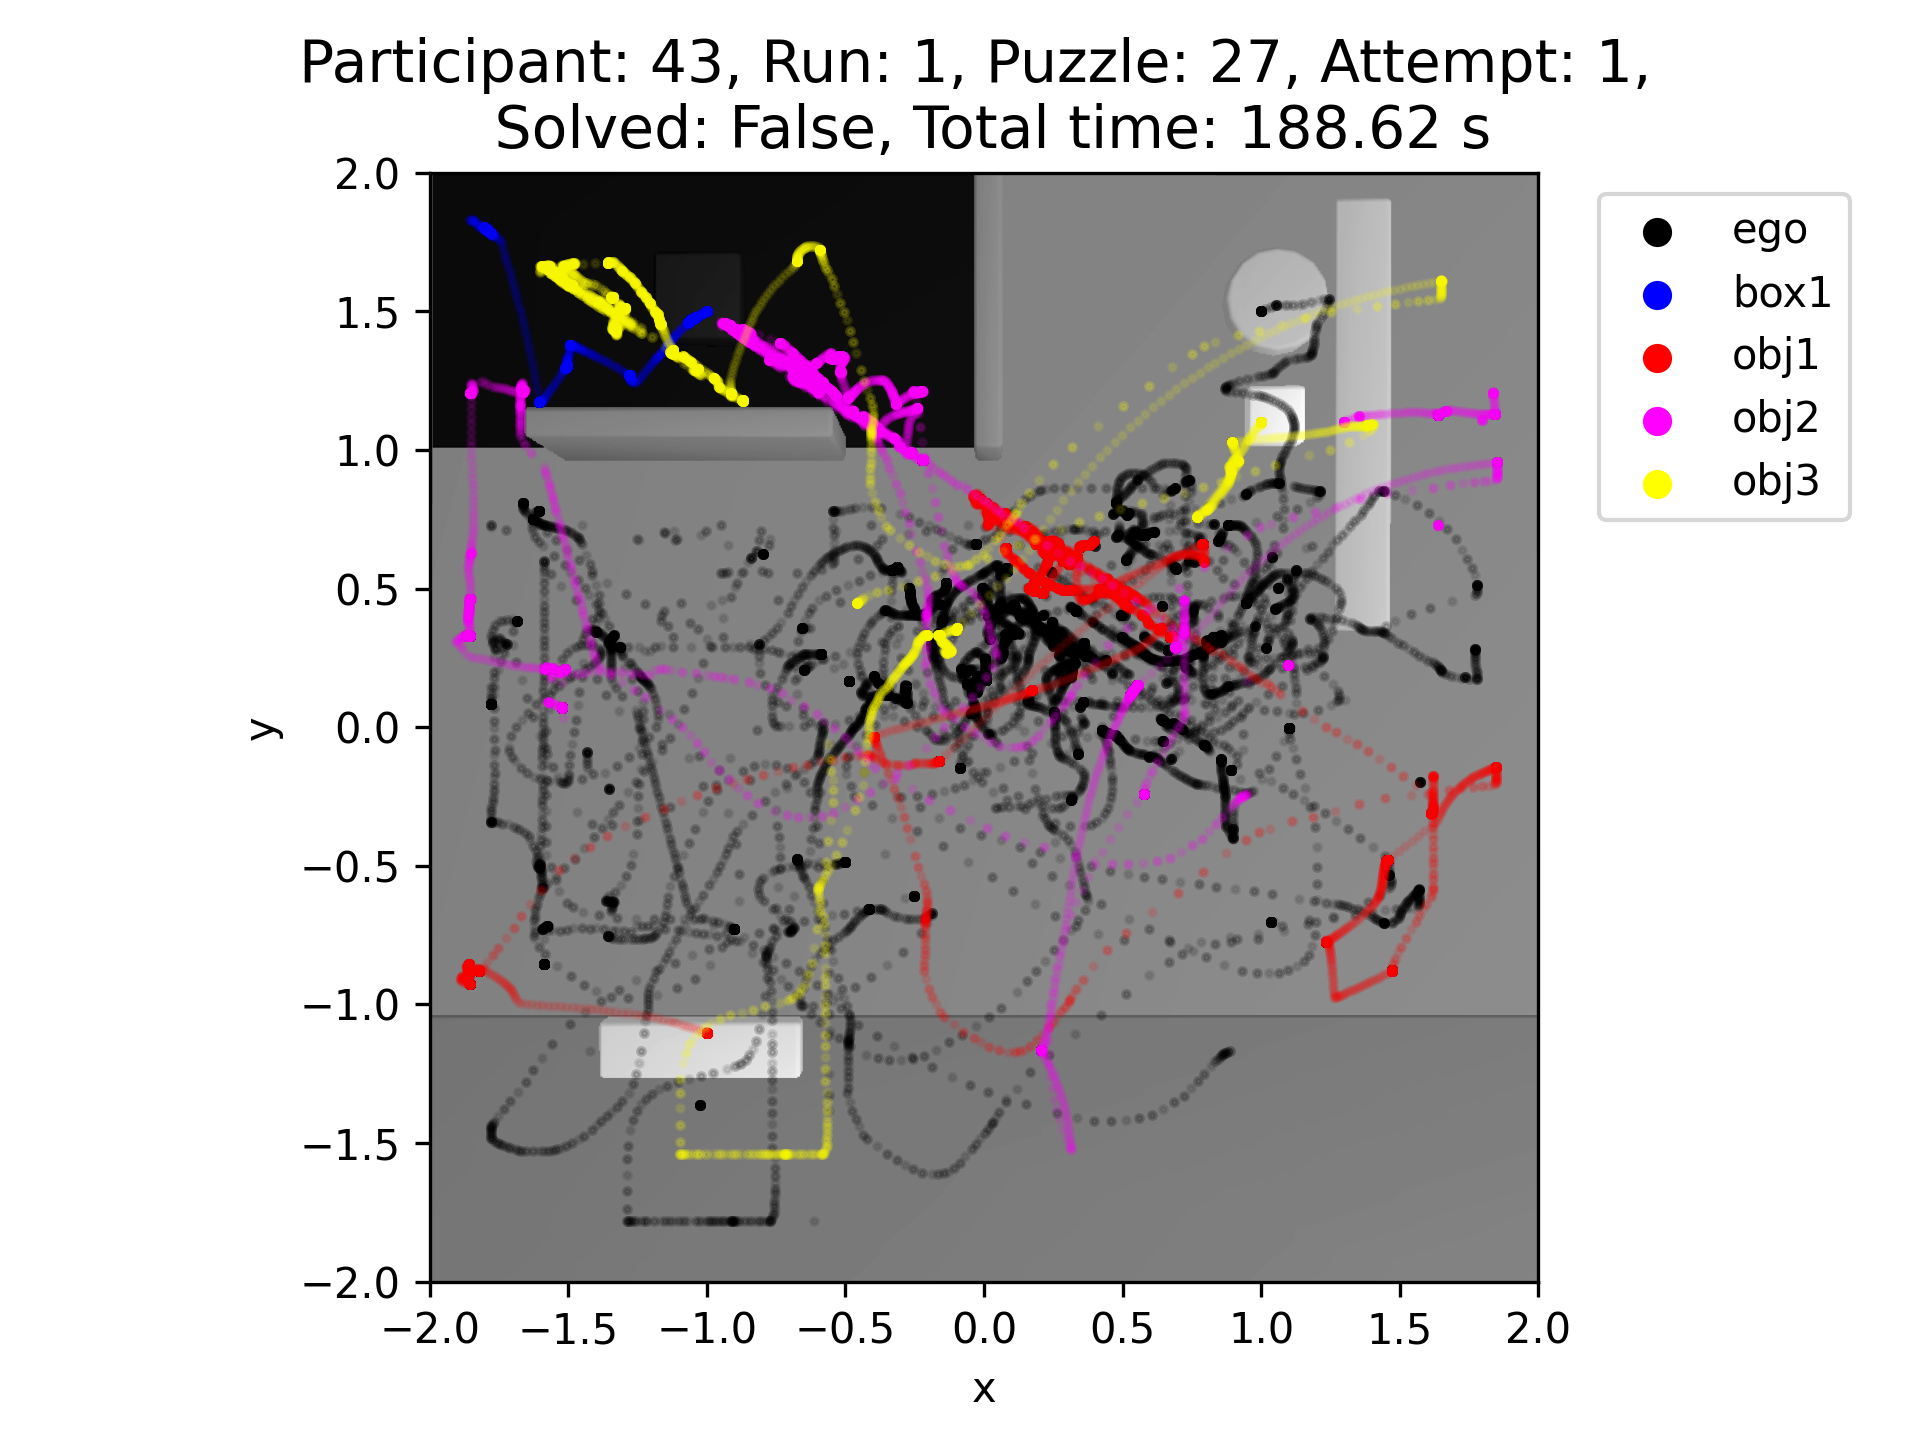 Participant: 43, Run: 1, Puzzle: 27, Attempt: 1,
Solved: False, Total time: 188.62 s
2.0
1.5
1.0
0.5
0.0
−0.5
−1.0
−1.5
−2.0
y
−2.0 −1.5 −1.0 −0.5 0.0 0.5 1.0 1.5 2.0
x
ego
box1
obj1
obj2
obj3